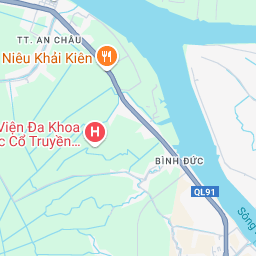 TT. AN CHÂU
Niêu Khải Kiên
Viện Đa Khoa
c Cổ Truyền...
H
BÌNH ĐỨC
QL91
Sông